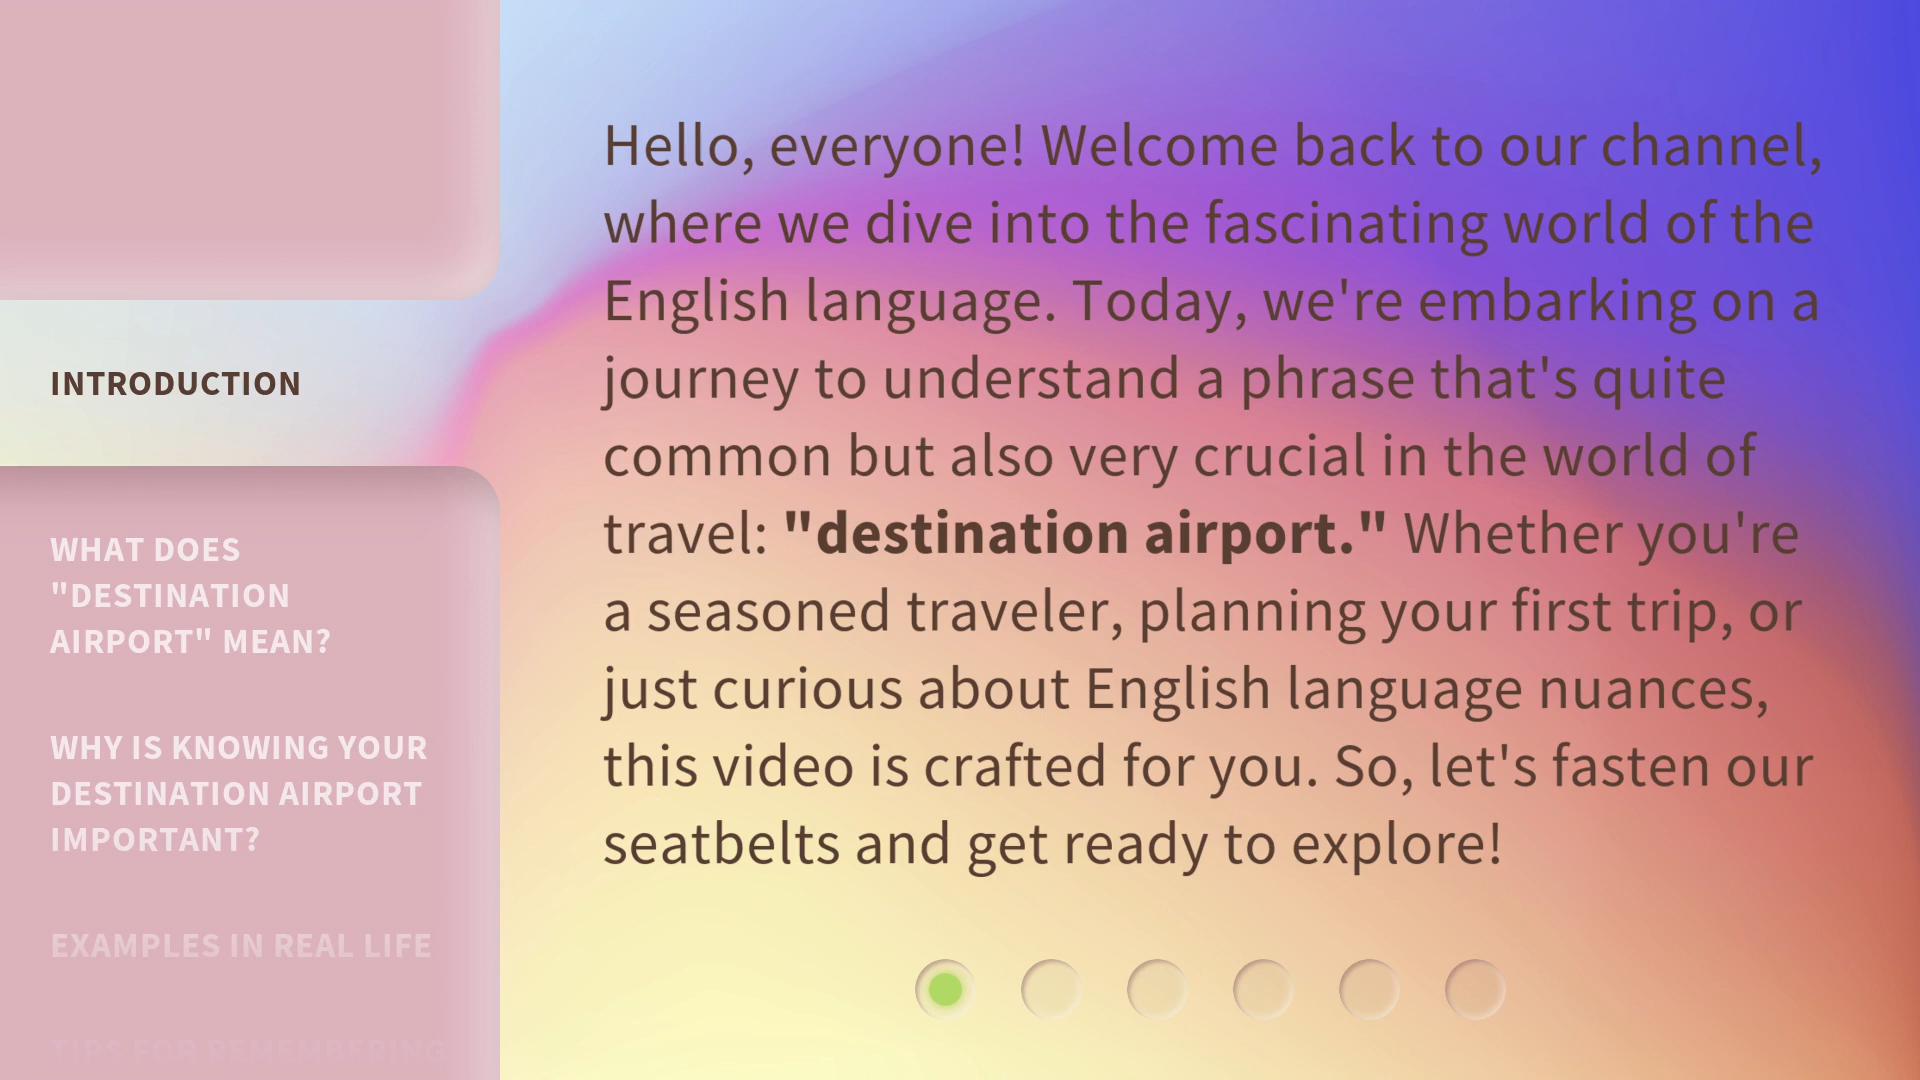 INTRODUCTION
WHAT DOES
"DESTINATION
AIRPORT" MEAN?
WHY IS KNOWING YOUR
DESTINATION AIRPORT
IMPORTANT?
EXAMPLES IN REAL LIFE
TIPS FOR REMEMBERING
Hello, everyone! Welcome back to our channel,
where we dive into the fascinating world of the
English language. Today, we're embarking on a
journey to understand a phrase that's quite
common but also very crucial in the world of
travel: "destination airport." Whether you're
a seasoned traveler, planning your first trip, or
just curious about English language nuances,
this video is crafted for you. So, let's fasten our
seatbelts and get ready to explore!